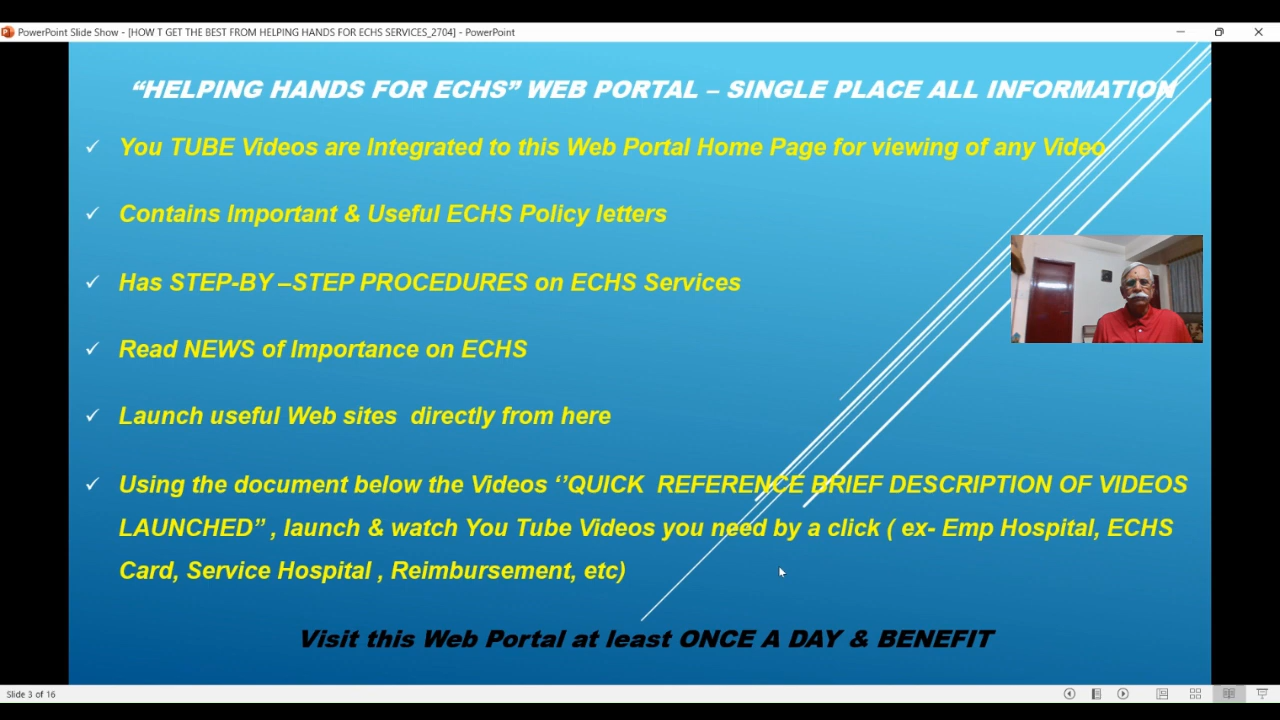 PowerPoint Slide Show - [HOW T GET THE BEST FROM HELPING HANDS FOR ECHS SERVICES_2704] - PowerPoint
“HELPING HANDS FOR ECHS” WEB PORTAL – SINGLE PLACE ALL INFORMATION
✓ You TUBE Videos are Integrated to this Web Portal Home Page for viewing of any Video
✓ Contains Important & Useful ECHS Policy letters
✓ Has STEP-BY –STEP PROCEDURES on ECHS Services
✓ Read NEWS of Importance on ECHS
✓ Launch useful Web sites directly from here
✓ Using the document below the Videos ‘’QUICK REFERENCE BRIEF DESCRIPTION OF VIDEOS
LAUNCHED” , launch & watch You Tube Videos you need by a click ( ex- Emp Hospital, ECHS
Card, Service Hospital , Reimbursement, etc)
Visit this Web Portal at least ONCE A DAY & BENEFIT
Slide 3 of 16